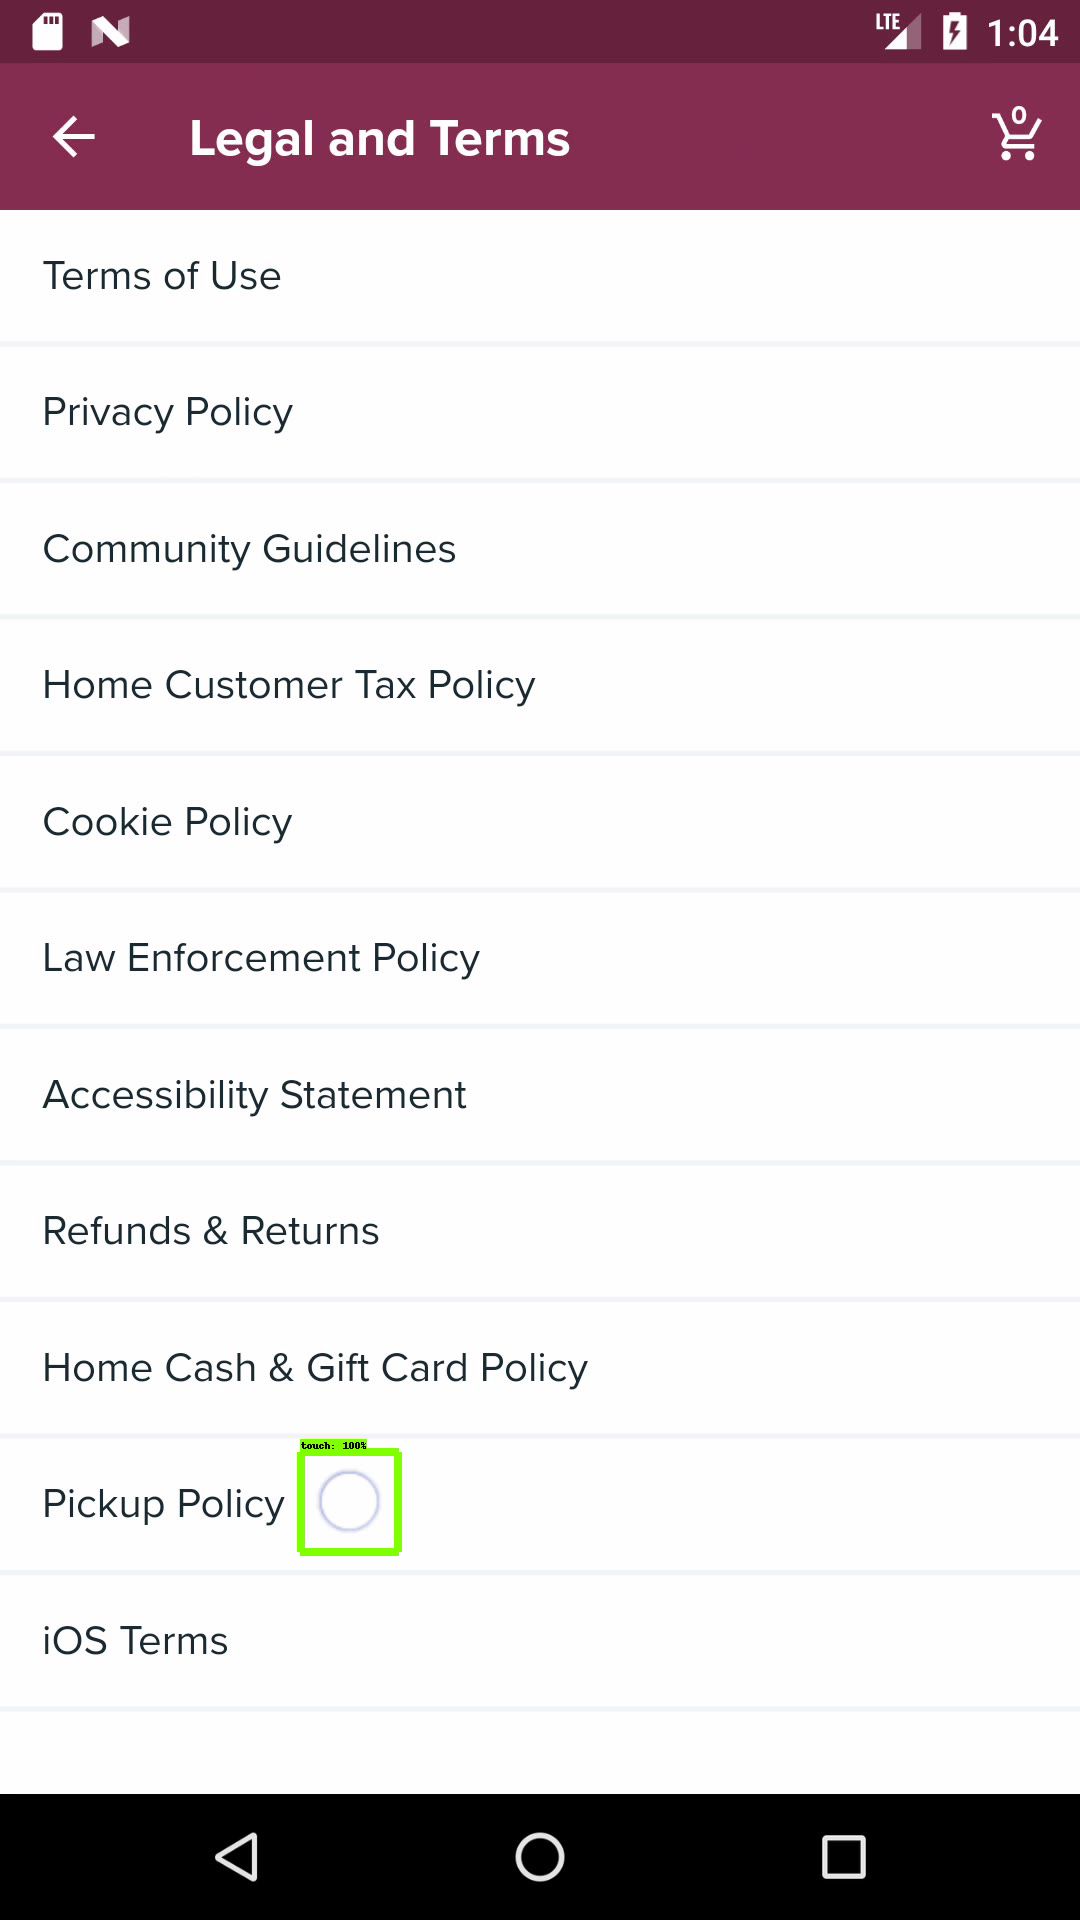 LTE 1:04
Legal and Terms 0
Terms of Use
Privacy Policy
Community Guidelines
Home Customer Tax Policy
Cookie Policy
Law Enforcement Policy
Accessibility Statement
Refunds & Returns
Home Cash & Gift Card Policy
touch: 100%
Pickup Policy
iOS Terms